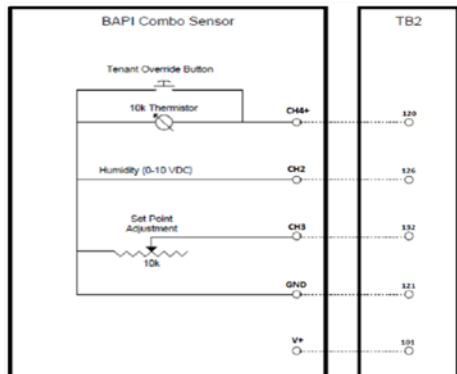 BAPI Combo Sensor
TB2
Tenant Override Button
10k Thermistor
CH4+
120
Humidity (0-10 VDC)
CH2
126
Set Point
Adjustment
CH3
132
10k
GND
121
V+
101